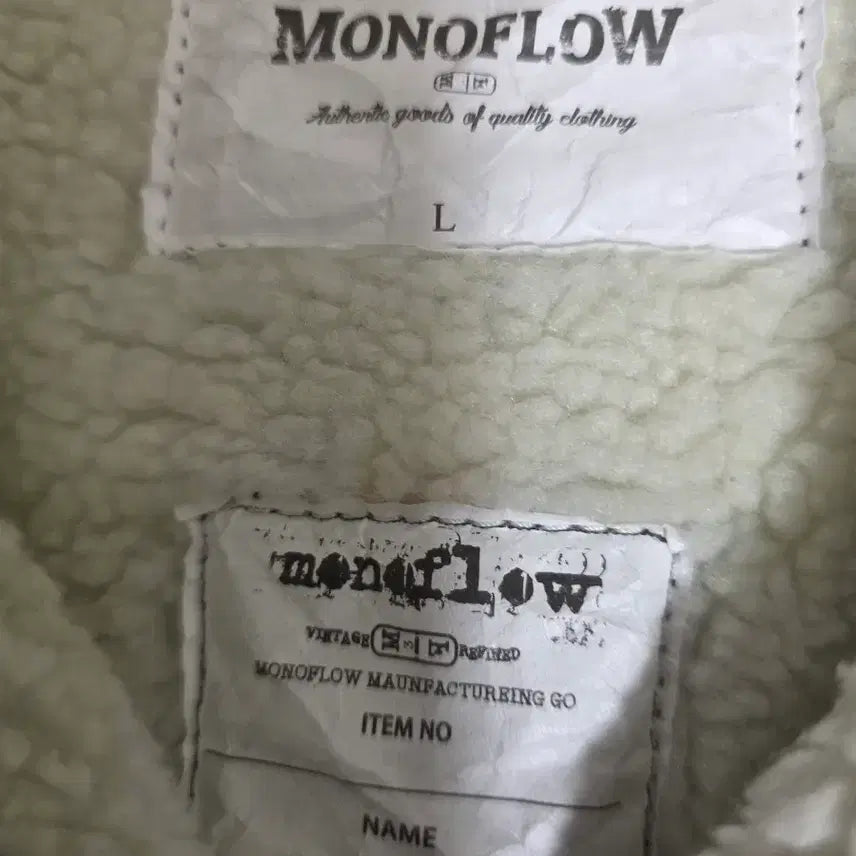 MONOFLOW
M F
Authentic goods of quality clothing
L
monoflow
VINTAGE M F REFINED
MONOFLOW MAUNFACTUREING GO
ITEM NO
NAME